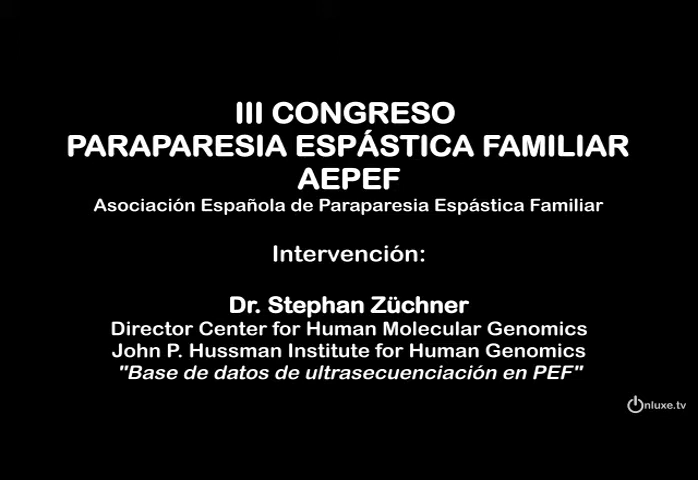 III CONGRESO
PARAPARESIA ESPÁSTICA FAMILIAR
AEPEF
Asociación Española de Paraparesia Espástica Familiar
Intervención:
Dr. Stephan Züchner
Director Center for Human Molecular Genomics
John P. Hussman Institute for Human Genomics
"Base de datos de ultrasecuenciación en PEF"
Onluxe.tv